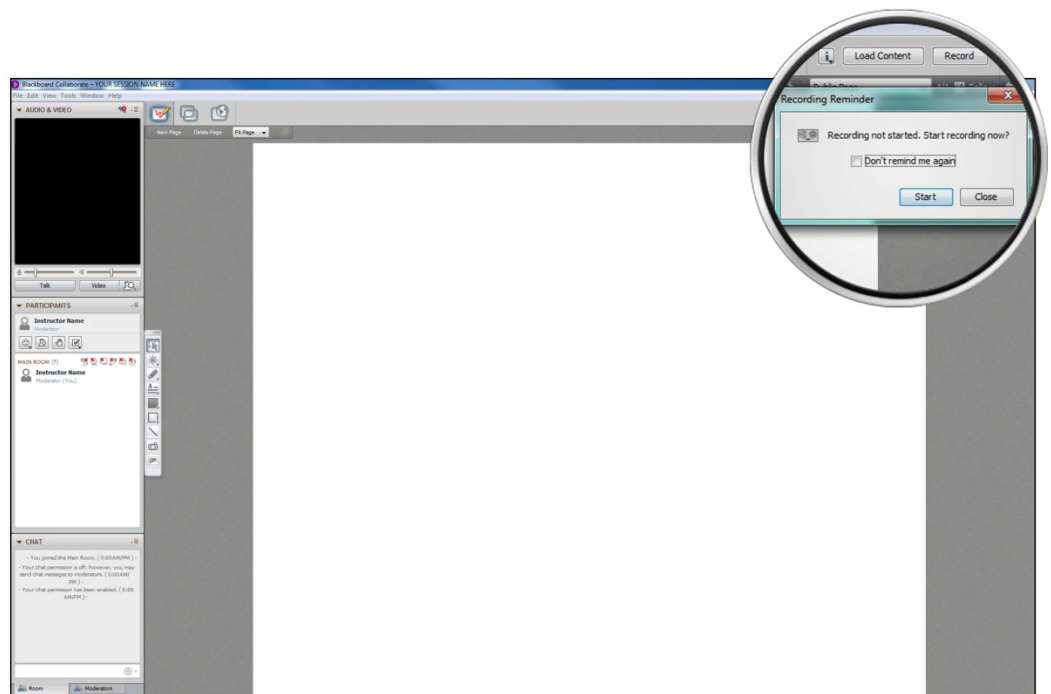 Blackboard Collaborate – YOUR SESSION NAME HERE
File Edit View Tools Window Help
AUDIO & VIDEO
Talk Video
PARTICIPANTS
Instructor Name
Moderator
MAIN ROOM (7)
Instructor Name
Moderator (You)
CHAT
- You joined the Main Room. ( 0:00AM/PM ) -
- Your chat permission is off; however, you may
send chat messages to moderators. ( 0:00AM/
PM ) -
- Your chat permission has been enabled. ( 0:00
AM/PM ) -
Room Moderators
New Page Delete Page Fit Page
Load Content Record
Public Page
Recording Reminder
Recording not started. Start recording now?
Don't remind me again
Start Close